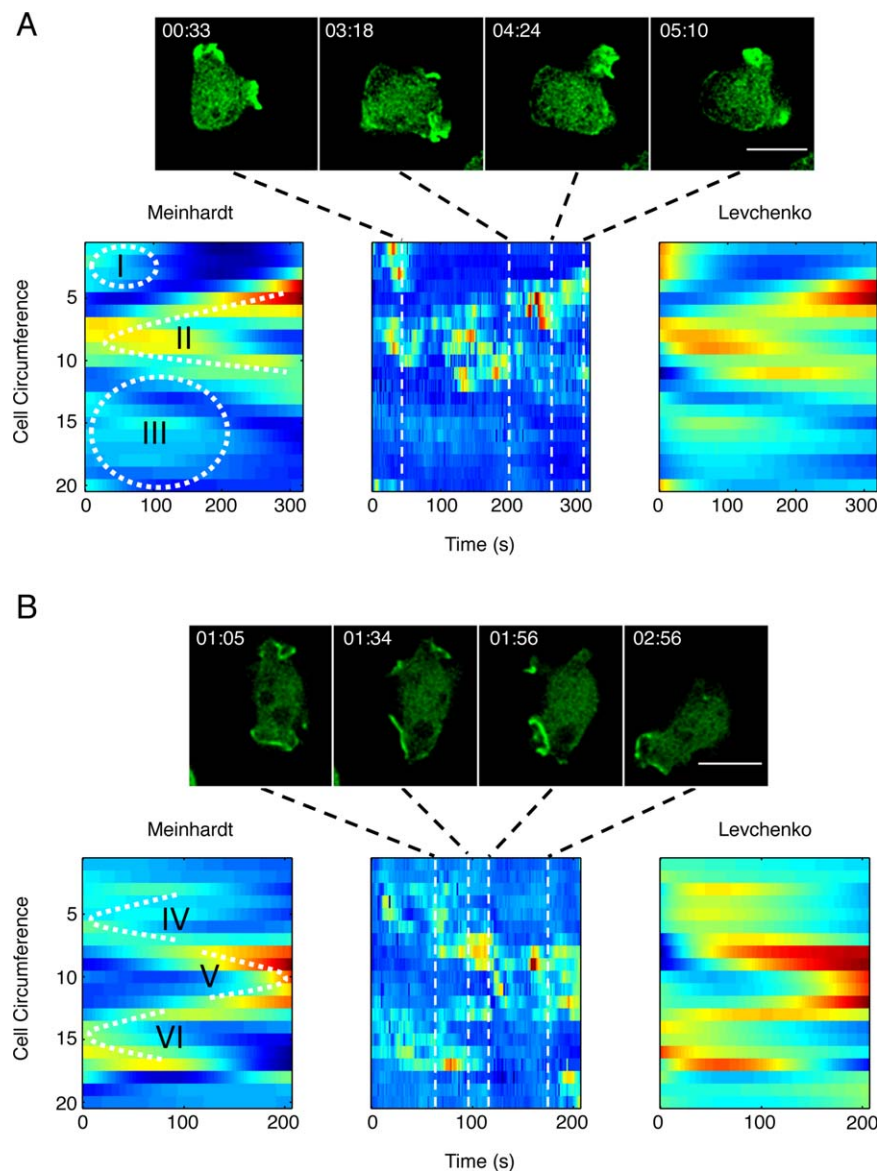 A
00:33 03:18 04:24 05:10
Meinhardt Levchenko
Cell Circumference
5
10
15
20
I
II
III
0 100 200 300 0 100 200 300 0 100 200 300
Time (s)
B
01:05 01:34 01:56 02:56
Meinhardt Levchenko
Cell Circumference
5
10
15
20
IV
V
VI
0 100 200 0 100 200 0 100 200
Time (s) Time (s)